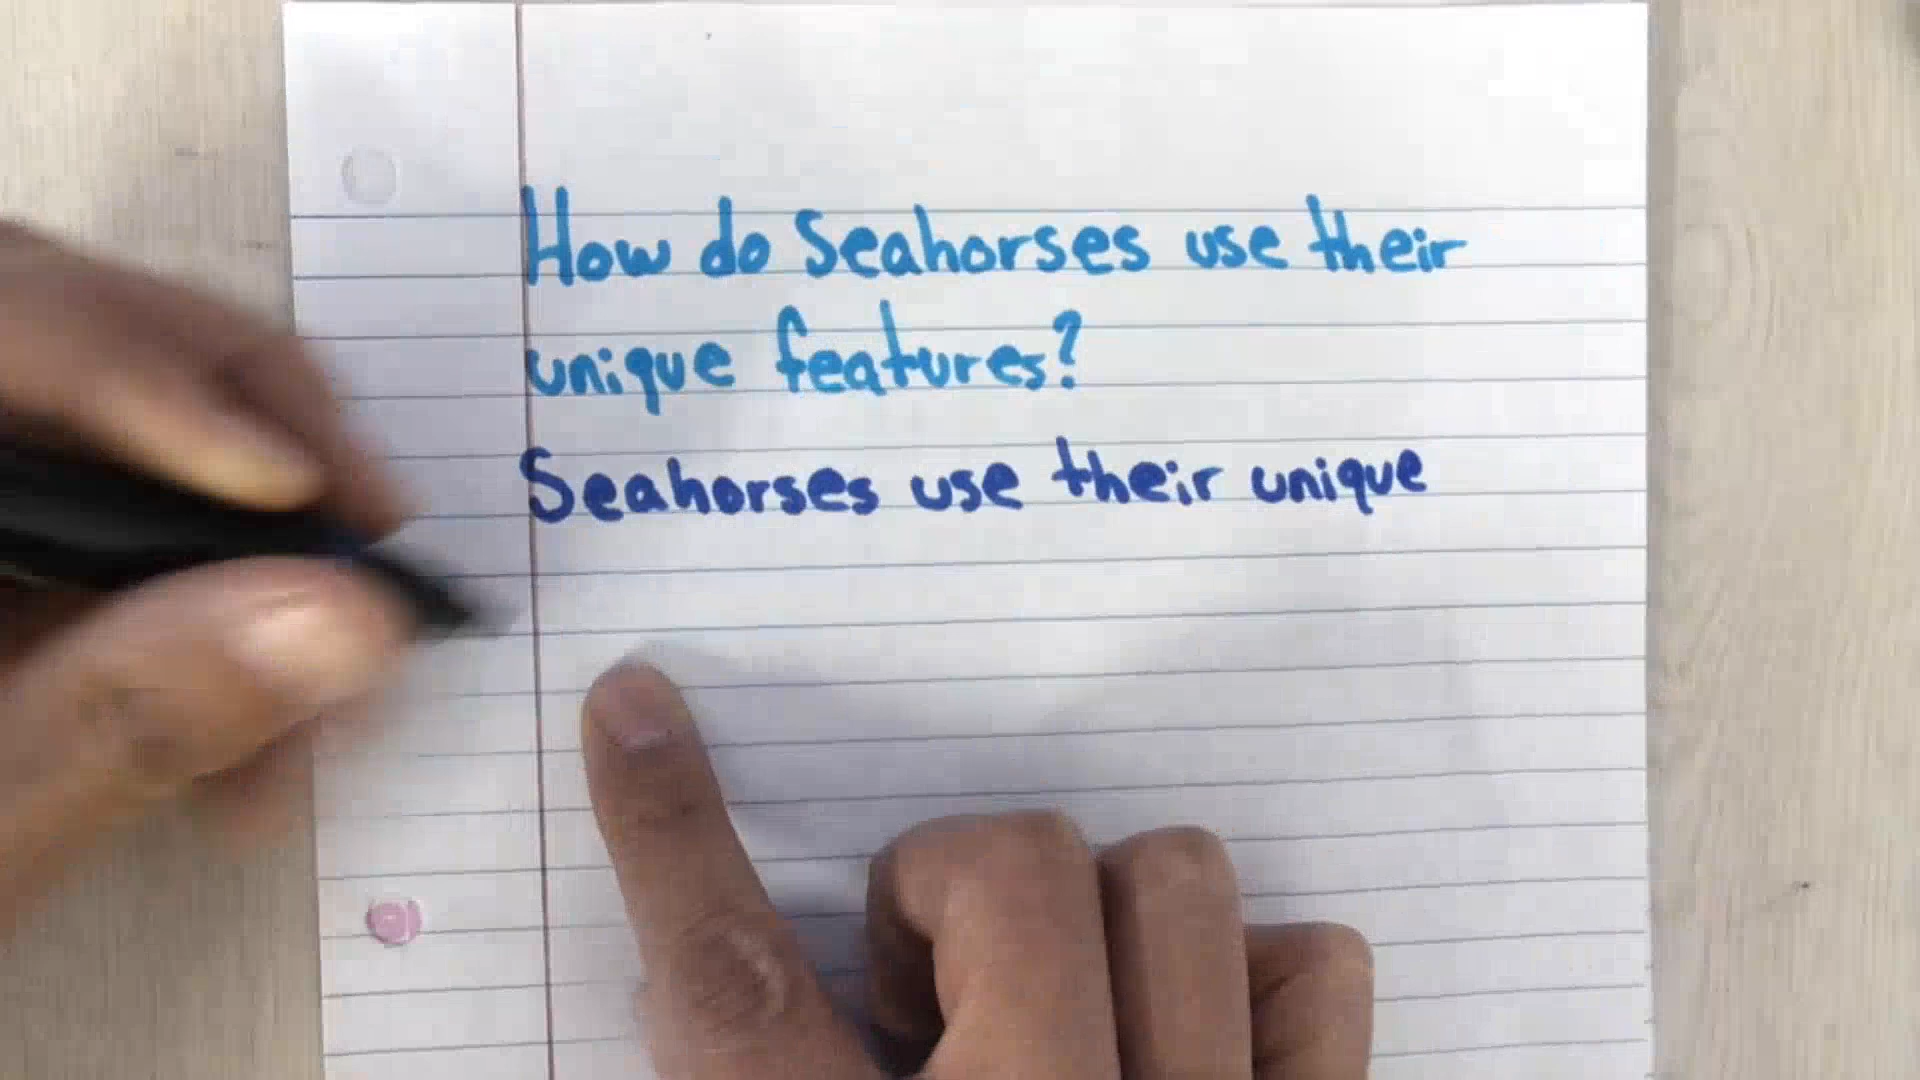 How do Seahorses use their
unique features?
Seahorses use their unique